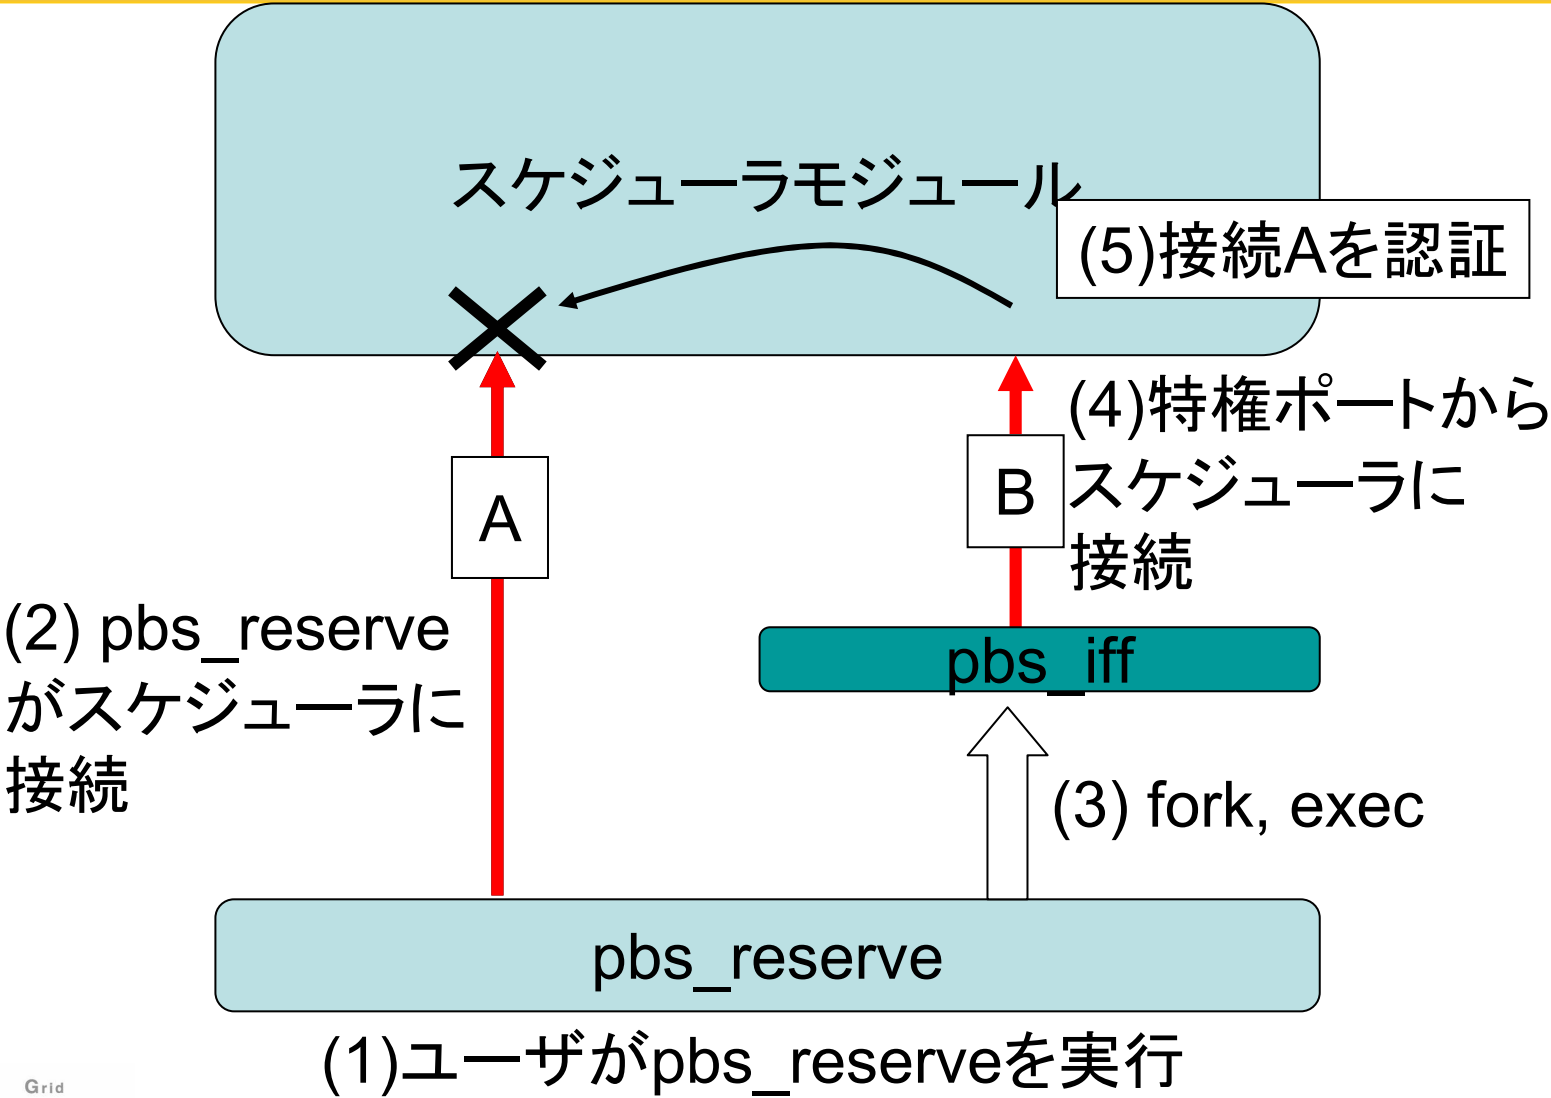 スケジューラモジュール
(5)接続Aを認証
(4)特権ポートから
スケジューラに
接続
A
B
(2) pbs_reserve
がスケジューラに
接続
pbs_iff
(3) fork, exec
pbs_reserve
(1)ユーザがpbs_reserveを実行
Grid